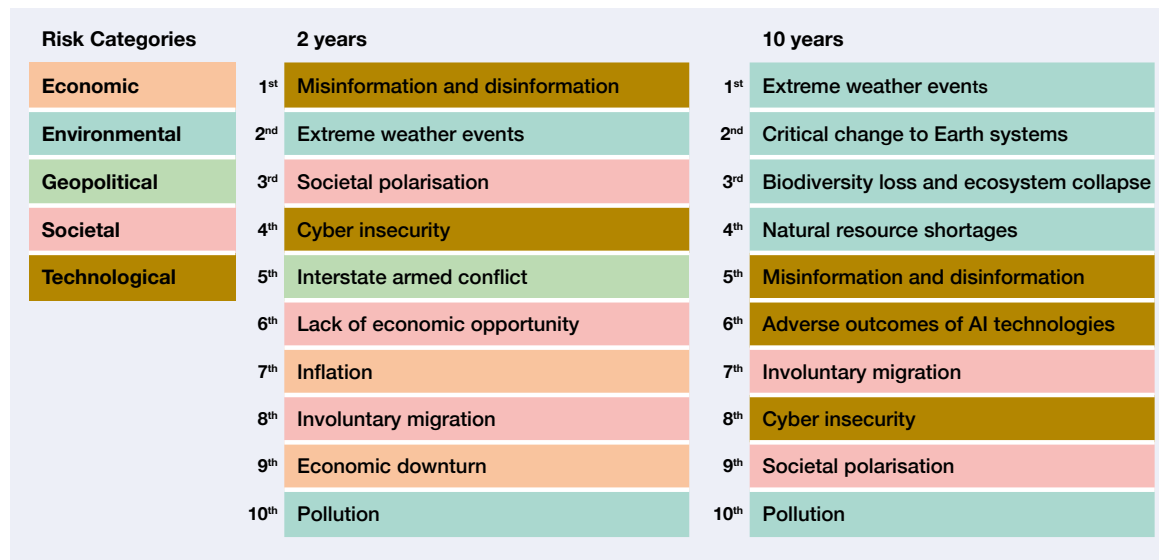 Risk Categories
Economic
Environmental
Geopolitical
Societal
Technological
2 years
1st Misinformation and disinformation
2nd Extreme weather events
3rd Societal polarisation
4th Cyber insecurity
5th Interstate armed conflict
6th Lack of economic opportunity
7th Inflation
8th Involuntary migration
9th Economic downturn
10th Pollution
10 years
1st Extreme weather events
2nd Critical change to Earth systems
3rd Biodiversity loss and ecosystem collapse
4th Natural resource shortages
5th Misinformation and disinformation
6th Adverse outcomes of AI technologies
7th Involuntary migration
8th Cyber insecurity
9th Societal polarisation
10th Pollution